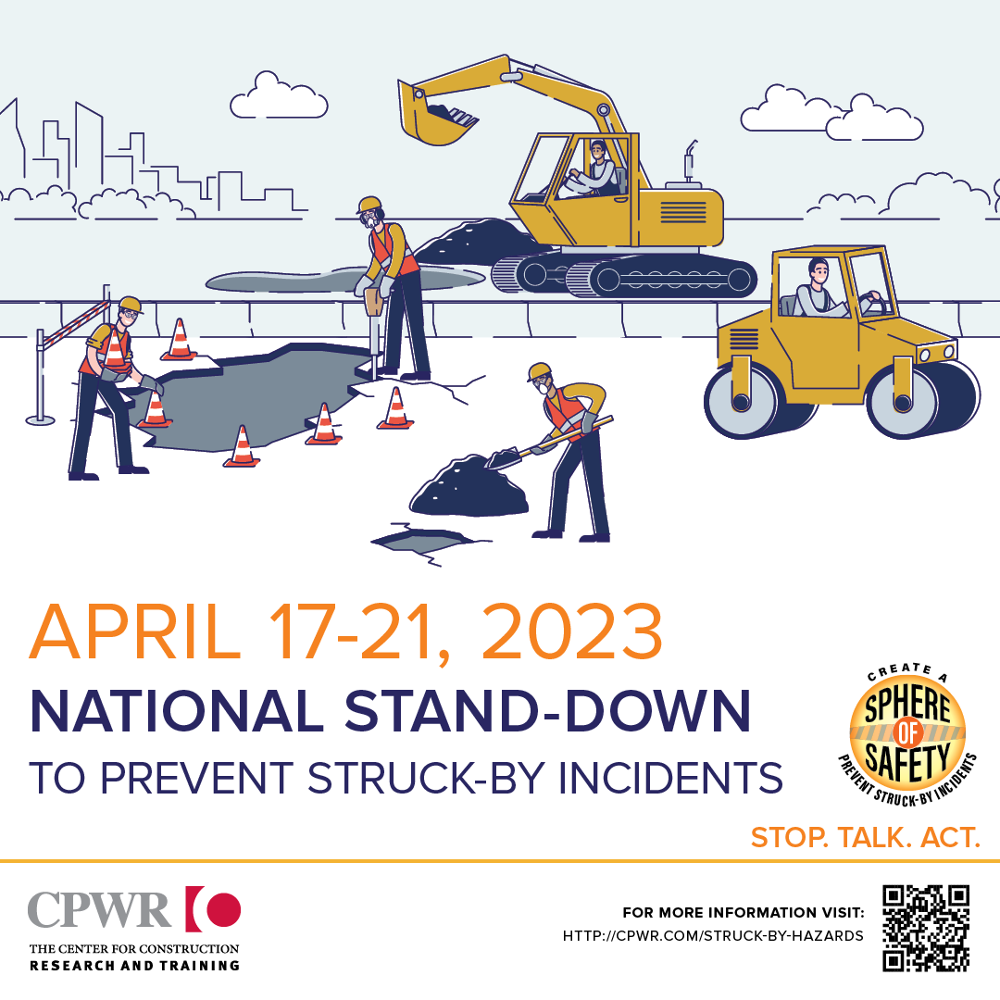 APRIL 17-21, 2023
NATIONAL STAND-DOWN
TO PREVENT STRUCK-BY INCIDENTS
CREATE A
SPHERE
OF
SAFETY
PREVENT STRUCK-BY INCIDENTS
STOP. TALK. ACT.
CPWR
THE CENTER FOR CONSTRUCTION
RESEARCH AND TRAINING
FOR MORE INFORMATION VISIT:
HTTP://CPWR.COM/STRUCK-BY-HAZARDS